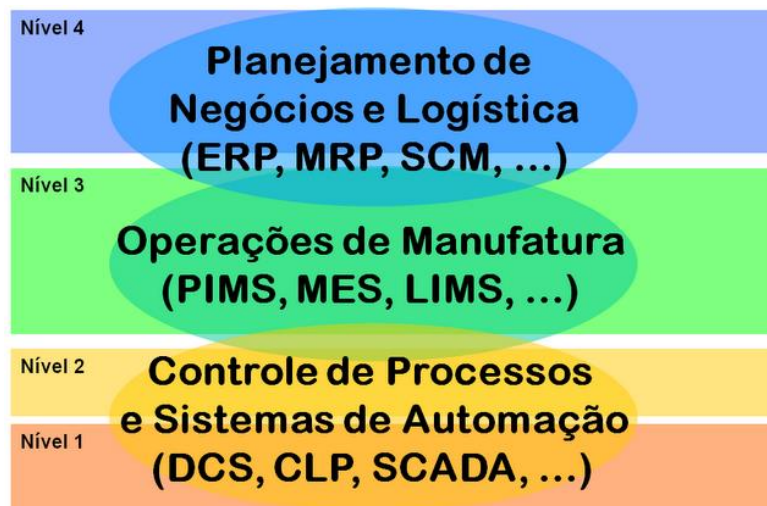 Nível 4
Planejamento de
Negócios e Logística
(ERP, MRP, SCM, ...)
Nível 3
Operações de Manufatura
(PIMS, MES, LIMS, ...)
Nível 2
Controle de Processos
e Sistemas de Automação
Nível 1
(DCS, CLP, SCADA, ...)